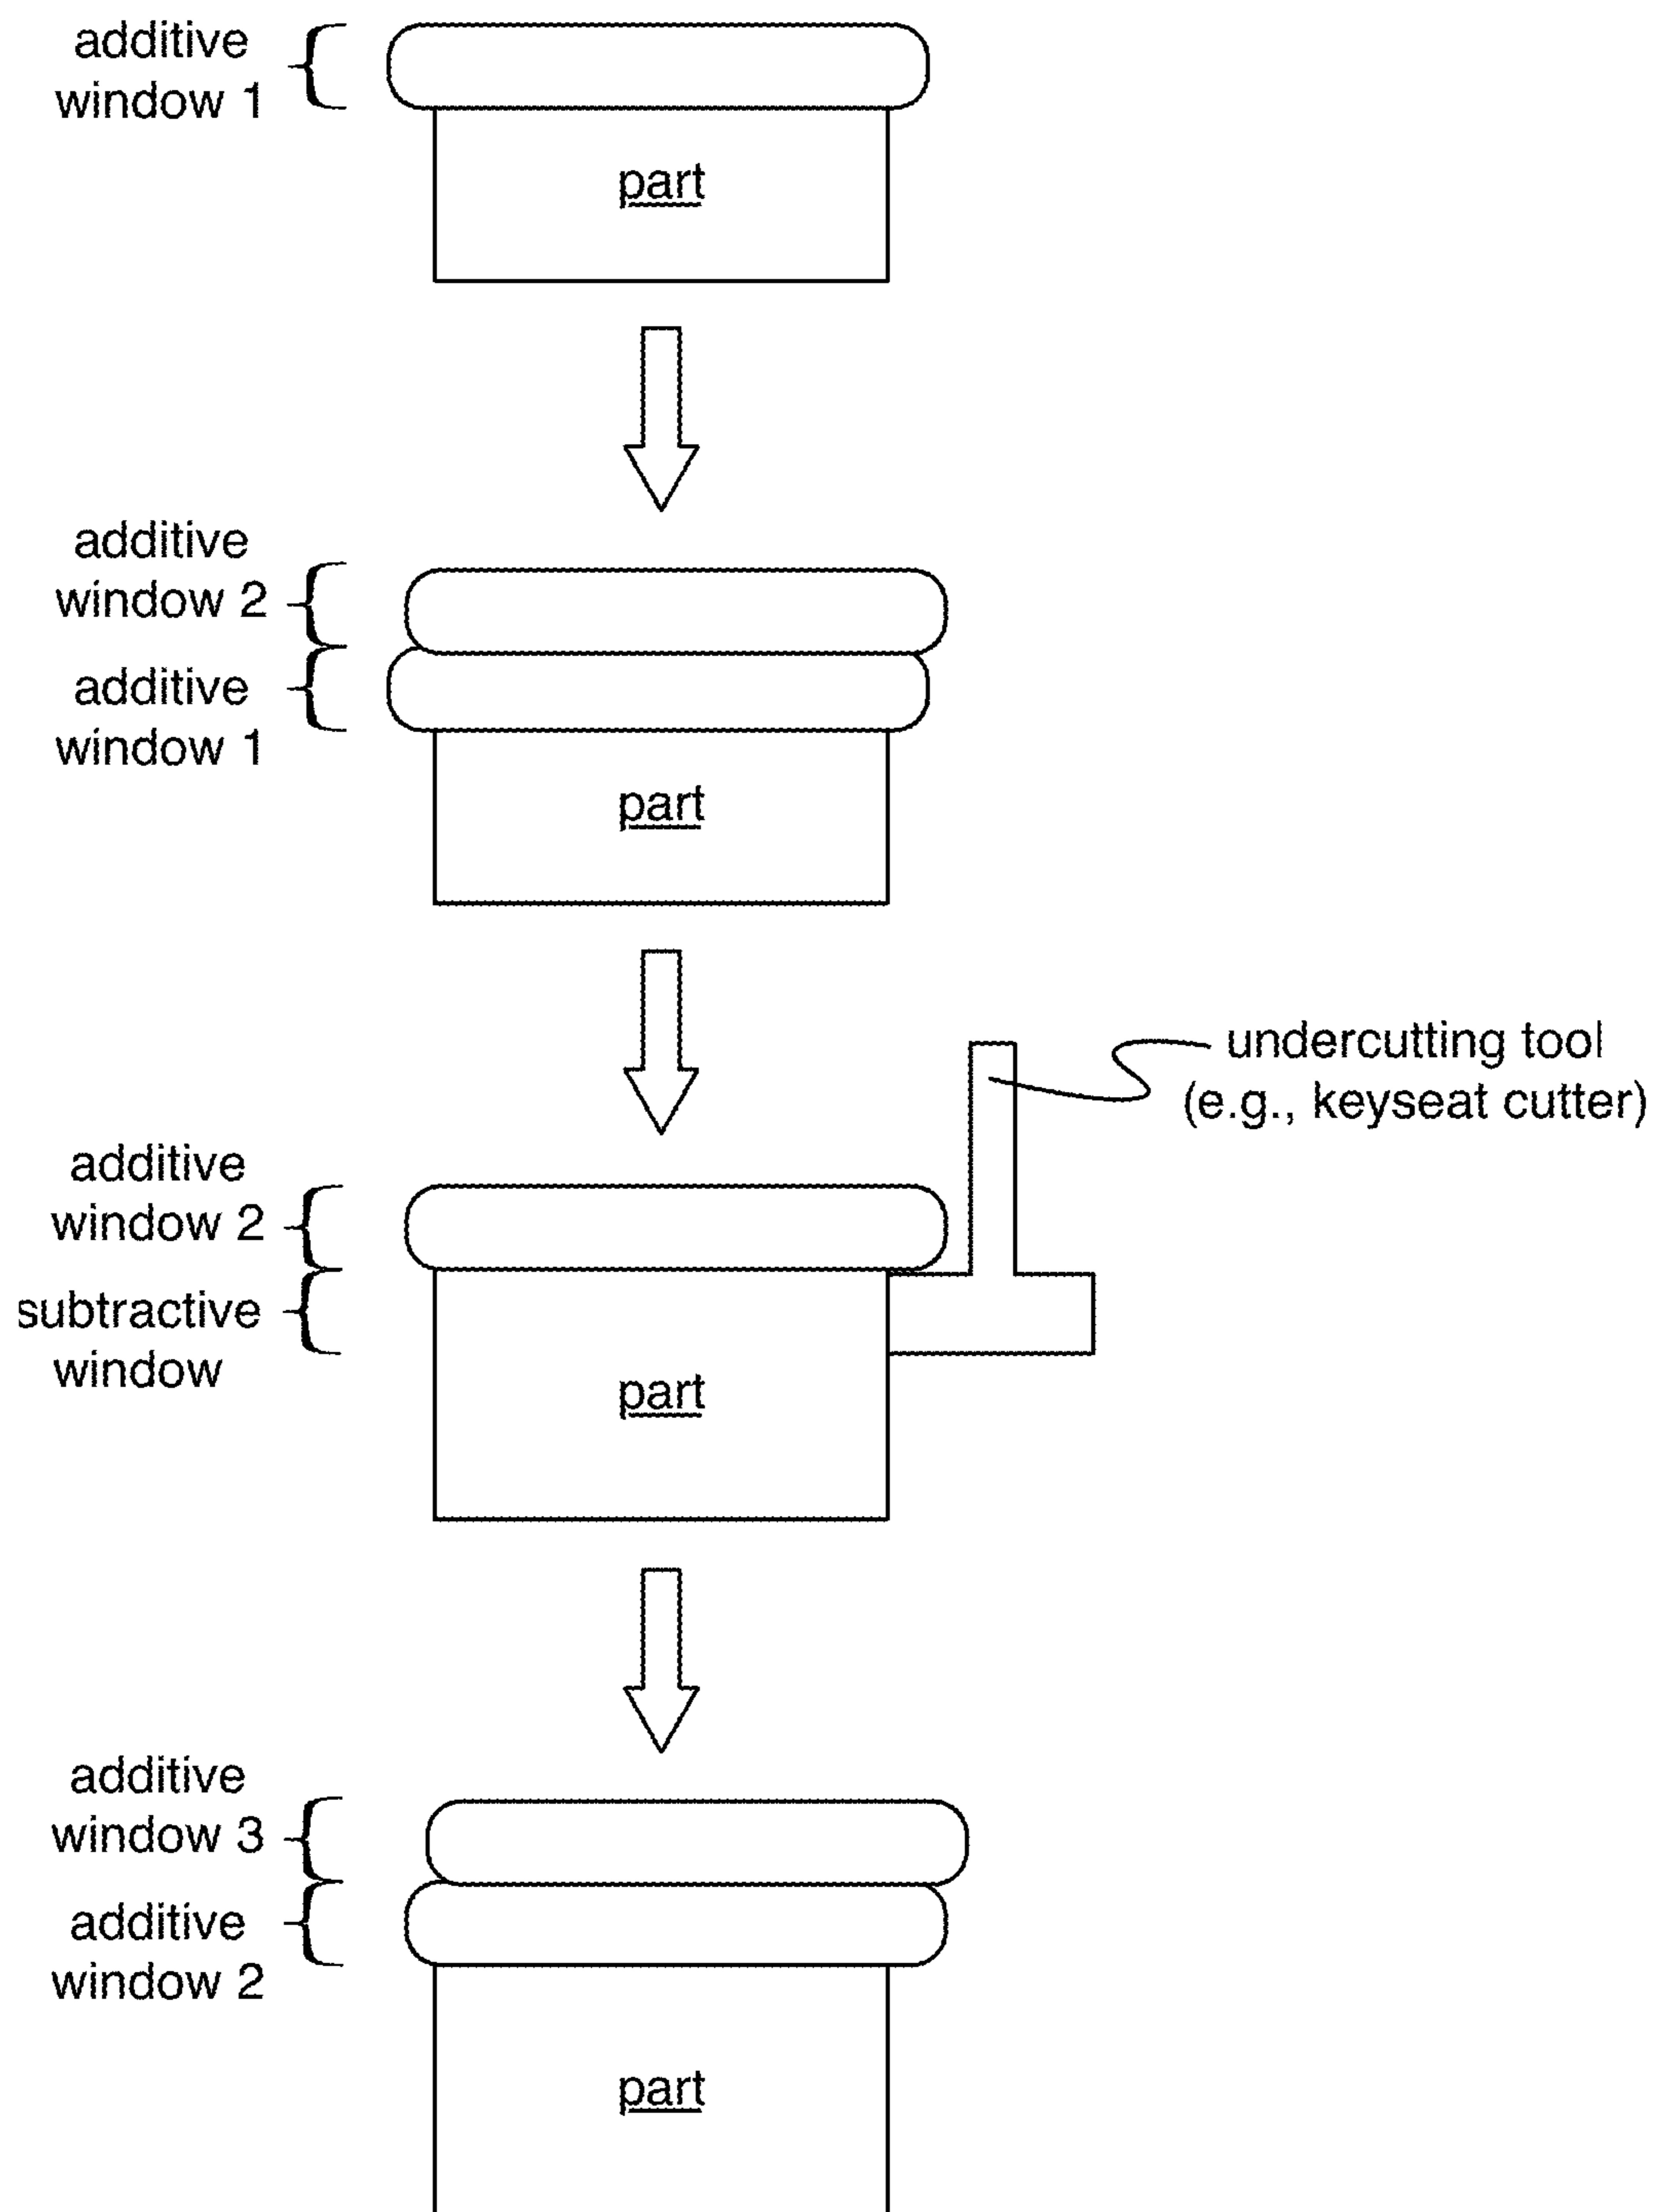 additive
window 1
part
additive
window 2
additive
window 1
part
undercutting tool
(e.g., keyseat cutter)
additive
window 2
subtractive
window
part
additive
window 3
additive
window 2
part